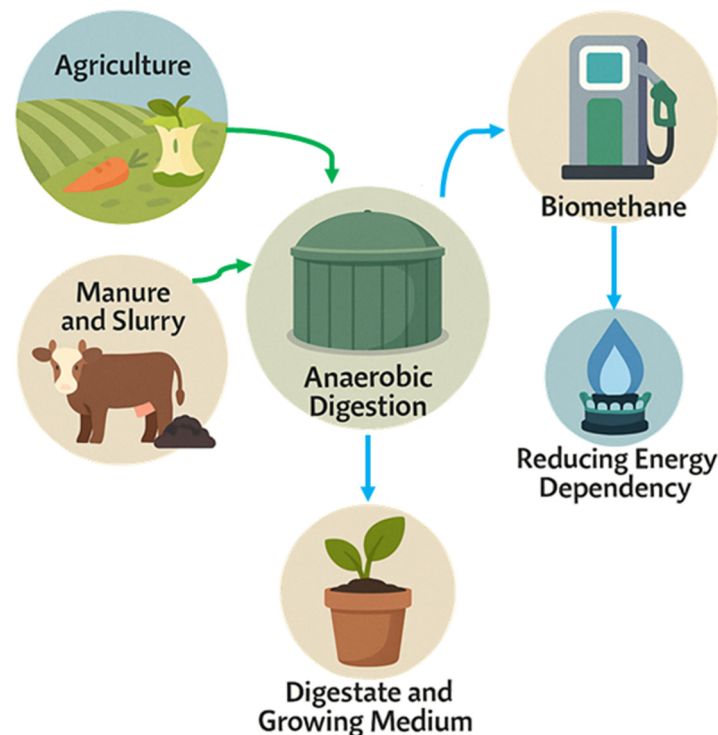 Agriculture
Manure
and Slurry
Anaerobic
Digestion
Biomethane
Reducing Energy
Dependency
Digestate and
Growing Medium